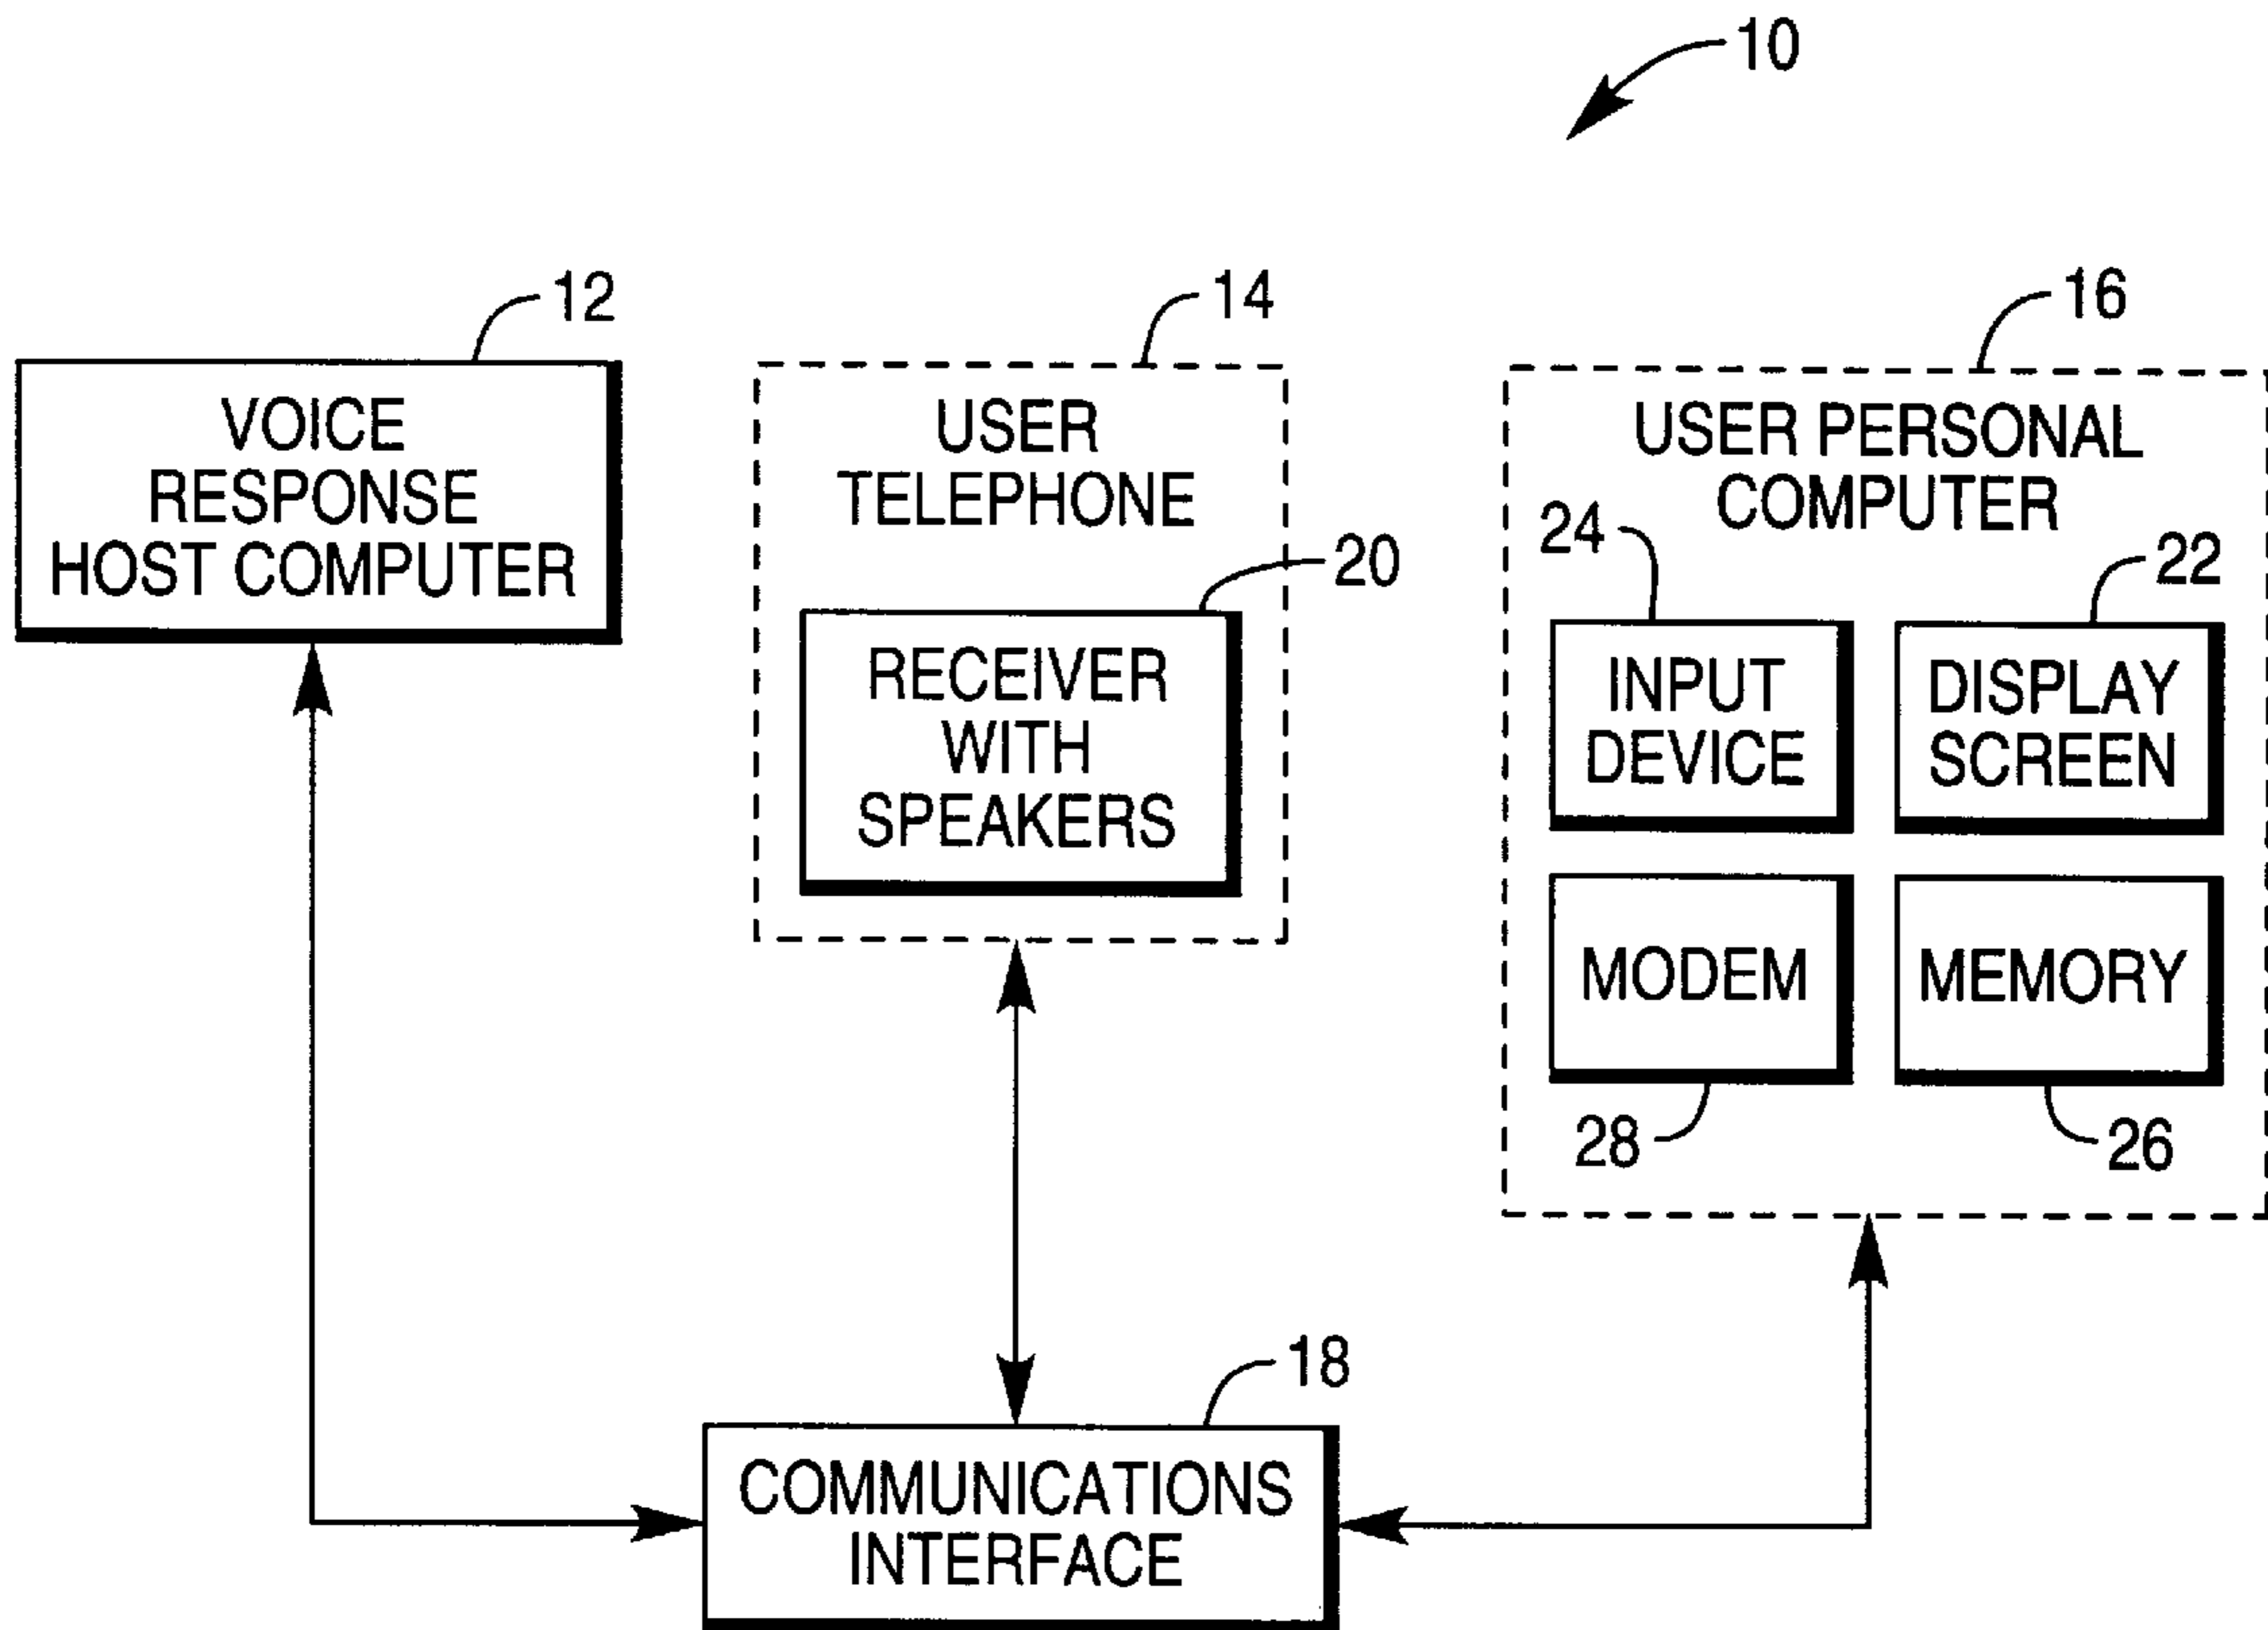 10
12
VOICE
RESPONSE
HOST COMPUTER
14
USER
TELEPHONE
20
RECEIVER
WITH
SPEAKERS
16
USER PERSONAL
COMPUTER
24
INPUT
DEVICE
22
DISPLAY
SCREEN
MODEM
28
MEMORY
26
18
COMMUNICATIONS
INTERFACE